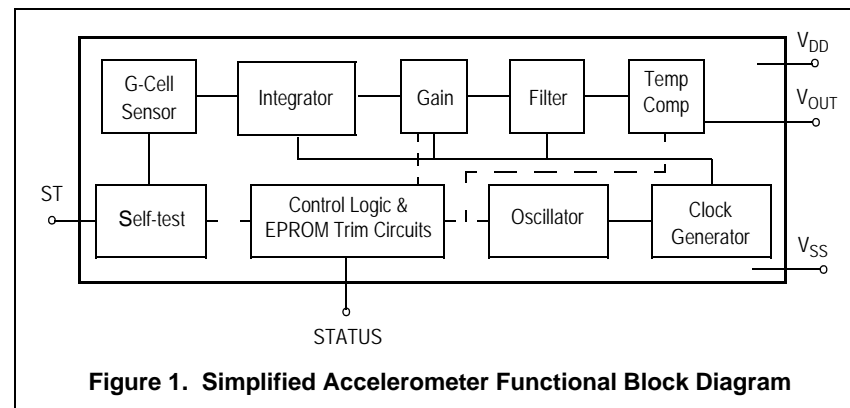 V_DD
G-Cell
Sensor
Integrator
Gain
Filter
Temp
Comp
V_OUT
ST
Self-test
Control Logic &
EPROM Trim Circuits
Oscillator
Clock
Generator
V_SS
STATUS
Figure 1. Simplified Accelerometer Functional Block Diagram